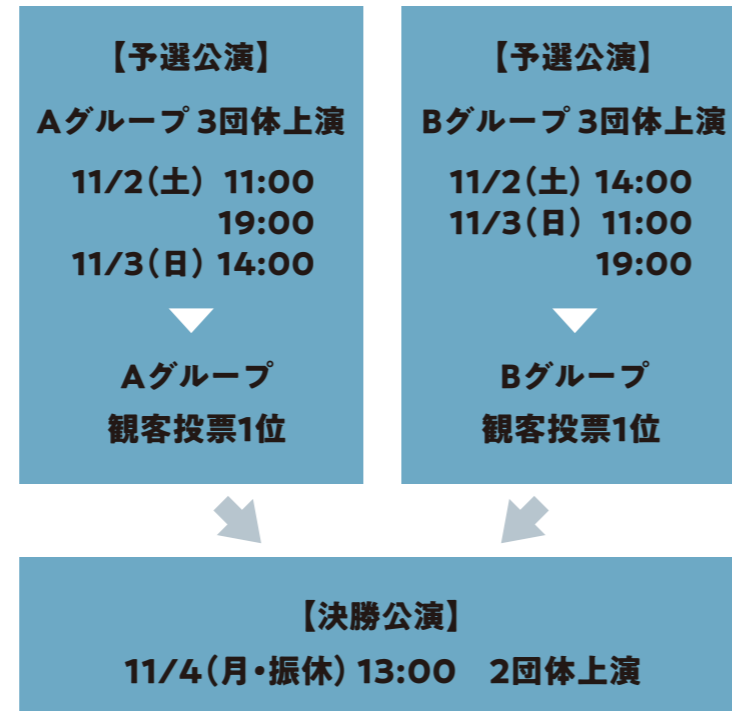 【予選公演】
Aグループ 3団体上演
11/2(土) 11:00
19:00
11/3(日) 14:00
Aグループ
観客投票1位
【予選公演】
Bグループ 3団体上演
11/2(土) 14:00
11/3(日) 11:00
19:00
Bグループ
観客投票1位
【決勝公演】
11/4(月・振休) 13:00 2団体上演